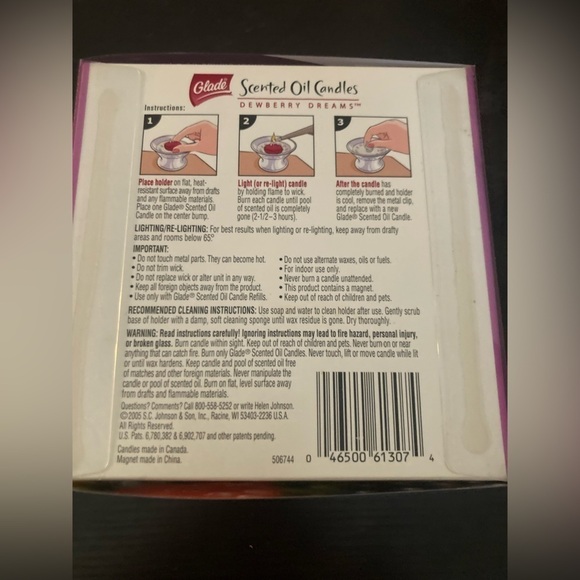 Glade Scented Oil Candles
DEWBERRY DREAMS™
Instructions:
1
2
3
Place holder on flat, heat-
resistant surface away from drafts
and any flammable materials.
Place one Glade® Scented Oil
Candle on the center bump.
Light (or re-light) candle
by holding flame to wick.
Burn each candle until pool
of scented oil is completely
gone (2-1/2–3 hours).
After the candle has
completely burned and holder
is cool, remove the metal clip,
and replace with a new
Glade® Scented Oil Candle.
LIGHTING/RE-LIGHTING: For best results when lighting or re-lighting, keep away from drafty
areas and rooms below 65°
IMPORTANT:
• Do not touch metal parts. They can become hot.
• Do not trim wick.
• Do not replace wick or alter unit in any way.
• Keep all foreign objects away from the product.
• Use only with Glade® Scented Oil Candle Refills.
• Do not use alternate waxes, oils or fuels.
• For indoor use only.
• Never burn a candle unattended.
• This product contains a magnet.
• Keep out of reach of children and pets.
RECOMMENDED CLEANING INSTRUCTIONS: Use soap and water to clean holder after use. Gently scrub
base of holder with a damp, soft cleaning sponge until wax residue is gone. Dry thoroughly.
WARNING: Read instructions carefully! Ignoring instructions may lead to fire hazard, personal injury,
or broken glass. Burn candle within sight. Keep out of reach of children and pets. Never burn on or near
anything that can catch fire. Burn only Glade® Scented Oil Candles. Never touch, lift or move candle while lit
or until wax hardens. Keep candle and pool of scented oil free
of matches and other foreign materials. Never manipulate the
candle or pool of scented oil. Burn on flat, level surface away
from drafts and flammable materials.
Questions? Comments? Call 800-558-5252 or write Helen Johnson.
©2005 S.C. Johnson & Son, Inc., Racine, WI 53403-2236 U.S.A.
All Rights Reserved.
U.S. Pats. 6,780,382 & 6,902,707 and other patents pending.
Candles made in Canada.
Magnet made in China.
506744
0 46500 61307 4